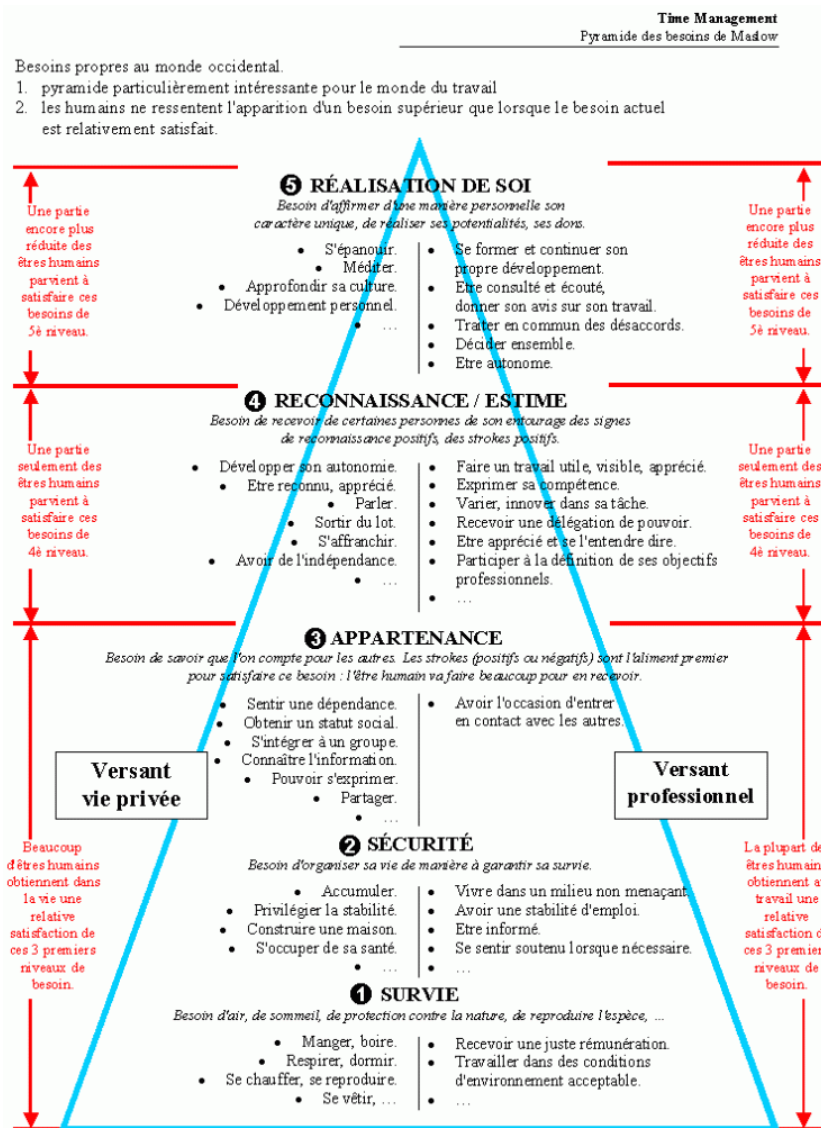 Time Management
Pyramide des besoins de Maslow
Besoins propres au monde occidental.
1. pyramide particulièrement intéressante pour le monde du travail
2. les humains ne ressentent l'apparition d'un besoin supérieur que lorsque le besoin actuel
est relativement satisfait.
❺ RÉALISATION DE SOI
Besoin d'affirmer d'une manière personnelle son
caractère unique, de réaliser ses potentialités, ses dons.
• S'épanouir.
• Méditer.
• Approfondir sa culture.
• Développement personnel.
• …
• Se former et continuer son
propre développement.
• Etre consulté et écouté,
donner son avis sur son travail.
• Traiter en commun des désaccords.
• Décider ensemble.
• Etre autonome.
Une partie
encore plus
réduite des
êtres humains
parvient à
satisfaire ces
besoins de
5è niveau.
Une partie
encore plus
réduite des
êtres humains
parvient à
satisfaire ces
besoins de
5è niveau.
❹ RECONNAISSANCE / ESTIME
Besoin de recevoir de certaines personnes de son entourage des signes
de reconnaissance positifs, des strokes positifs.
• Développer son autonomie.
• Etre reconnu, apprécié.
• Parler.
• Sortir du lot.
• S'affranchir.
• Avoir de l'indépendance.
• …
• Faire un travail utile, visible, apprécié.
• Exprimer sa compétence.
• Varier, innover dans sa tâche.
• Recevoir une délégation de pouvoir.
• Etre apprécié et se l'entendre dire.
• Participer à la définition de ses objectifs
professionnels.
• …
Une partie
seulement des
êtres humains
parvient à
satisfaire ces
besoins de
4è niveau.
Une partie
seulement des
êtres humains
parvient à
satisfaire ces
besoins de
4è niveau.
❸ APPARTENANCE
Besoin de savoir que l'on compte pour les autres. Les strokes (positifs ou négatifs) sont l'aliment premier
pour satisfaire ce besoin : l'être humain va faire beaucoup pour en recevoir.
• Sentir une dépendance.
• Obtenir un statut social.
• S'intégrer à un groupe.
• Connaître l'information.
• Pouvoir s'exprimer.
• Partager.
• …
• Avoir l'occasion d'entrer
en contact avec les autres.
Versant
vie privée
Versant
professionnel
❷ SÉCURITÉ
Besoin d'organiser sa vie de manière à garantir sa survie.
• Accumuler.
• Privilégier la stabilité.
• Construire une maison.
• S'occuper de sa santé.
• …
• Vivre dans un milieu non menaçant.
• Avoir une stabilité d'emploi.
• Etre informé.
• Se sentir soutenu lorsque nécessaire.
• …
Beaucoup
d'êtres humains
obtiennent dans
la vie une
relative
satisfaction de
ces 3 premiers
niveaux de
besoin.
La plupart de
êtres humain
obtiennent a
travail une
relative
satisfaction de
ces 3 premier
niveaux de
besoin.
❶ SURVIE
Besoin d'air, de sommeil, de protection contre la nature, de reproduire l'espèce, …
• Manger, boire.
• Respirer, dormir.
• Se chauffer, se reproduire.
• Se vêtir, …
• Recevoir une juste rémunération.
• Travailler dans des conditions
d'environnement acceptable.
• …